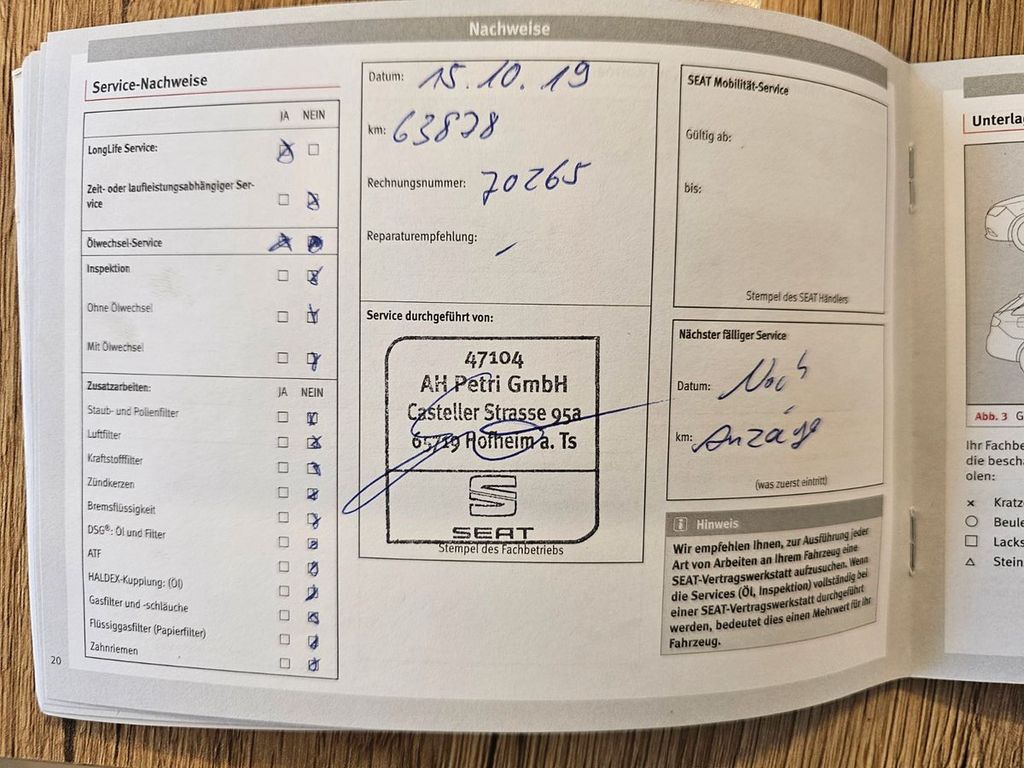 Nachweise
Service-Nachweise
JA NEIN
LongLife Service:
Zeit- oder laufleistungsabhängiger Ser-
vice
Ölwechsel-Service
Inspektion
Ohne Ölwechsel
Mit Ölwechsel
Zusatzarbeiten: JA NEIN
Staub- und Pollenfilter
Luftfilter
Kraftstofffilter
Zündkerzen
Bremsflüssigkeit
DSG®: Öl und Filter
ATF
HALDEX-Kupplung: (Öl)
Gasfilter und -schläuche
Flüssiggasfilter (Papierfilter)
Zahnriemen
20
Datum: 15.10.19
km: 63878
Rechnungsnummer: 70265
Reparaturempfehlung: -
Service durchgeführt von:
47104
AH Petri GmbH
Casteller Strasse 95a
65719 Hofheim a. Ts
SEAT
Stempel des Fachbetriebs
SEAT Mobilität-Service
Gültig ab:
bis:
Stempel des SEAT Händlers
Nächster fälliger Service
Datum: Nach
km: Anzeige
(was zuerst eintritt)
i Hinweis
Wir empfehlen Ihnen, zur Ausführung jeder
Art von Arbeiten an Ihrem Fahrzeug eine
SEAT-Vertragswerkstatt aufzusuchen. Wenn
die Services (Öl, Inspektion) vollständig bei
einer SEAT-Vertragswerkstatt durchgeführt
werden, bedeutet dies einen Mehrwert für Ihr
Fahrzeug.
Unterla
Abb. 3 G
Ihr Fachbe
die besch
olen:
x Kratz
Beule
Lacks
Stein